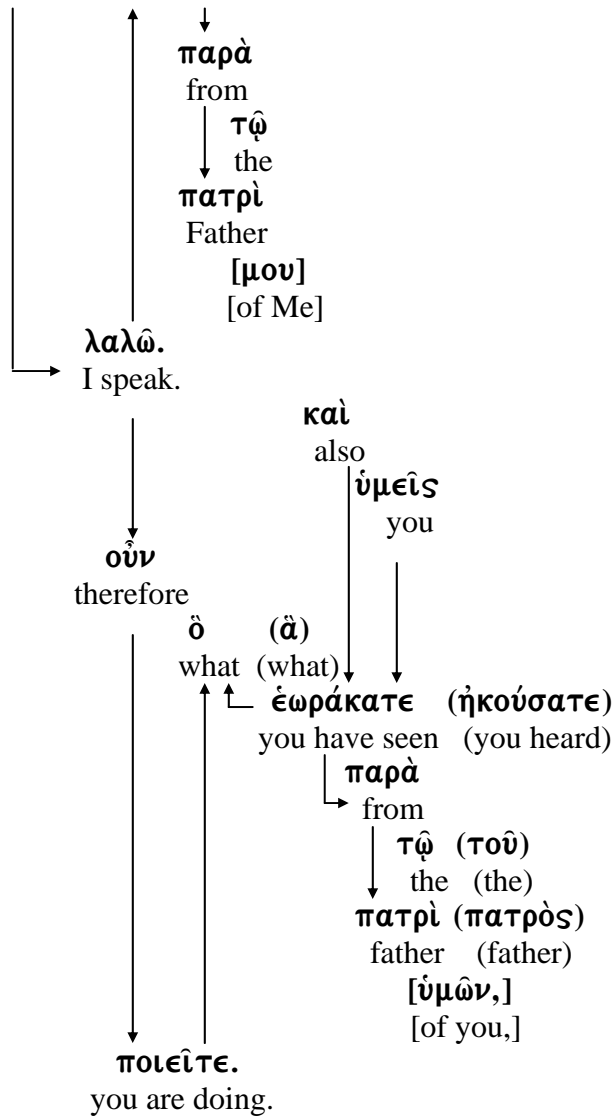 παρὰ
from
τῷ
the
πατρὶ
Father
[μου]
[of Me]
λαλῶ.
I speak.
καὶ
also
ὑμεῖς
you
οὖν
therefore
ὃ (ἃ)
what (what)
ἑωράκατε (ἠκούσατε)
you have seen (you heard)
παρὰ
from
τῷ (τοῦ)
the (the)
πατρὶ (πατρὸς)
father (father)
[ὑμῶν,]
[of you,]
ποιεῖτε.
you are doing.